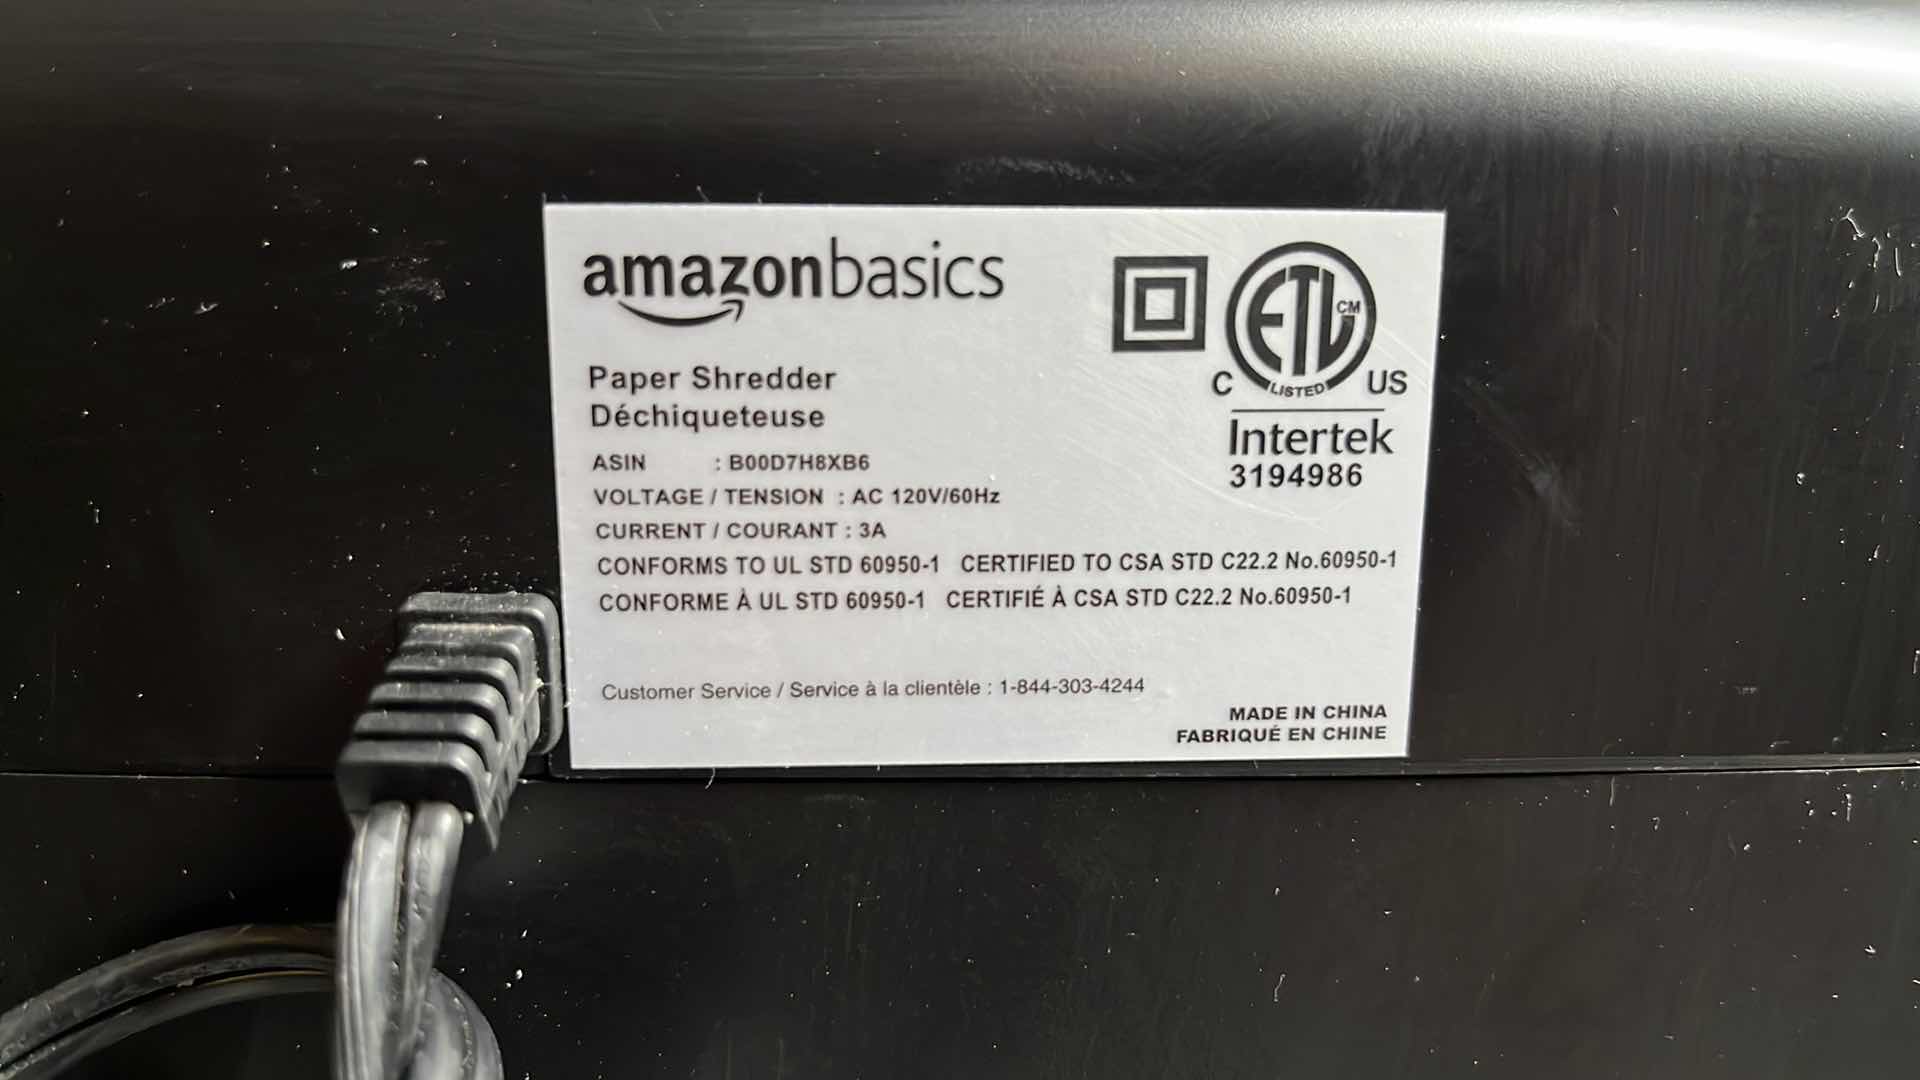 amazonbasics
Paper Shredder
Déchiqueteuse
ASIN : B00D7H8XB6
VOLTAGE / TENSION : AC 120V/60Hz
CURRENT / COURANT : 3A
CONFORMS TO UL STD 60950-1 CERTIFIED TO CSA STD C22.2 No.60950-1
CONFORME À UL STD 60950-1 CERTIFIÉ À CSA STD C22.2 No.60950-1
Customer Service / Service à la clientèle : 1-844-303-4244
ETL CM
C LISTED US
Intertek
3194986
MADE IN CHINA
FABRIQUÉ EN CHINE